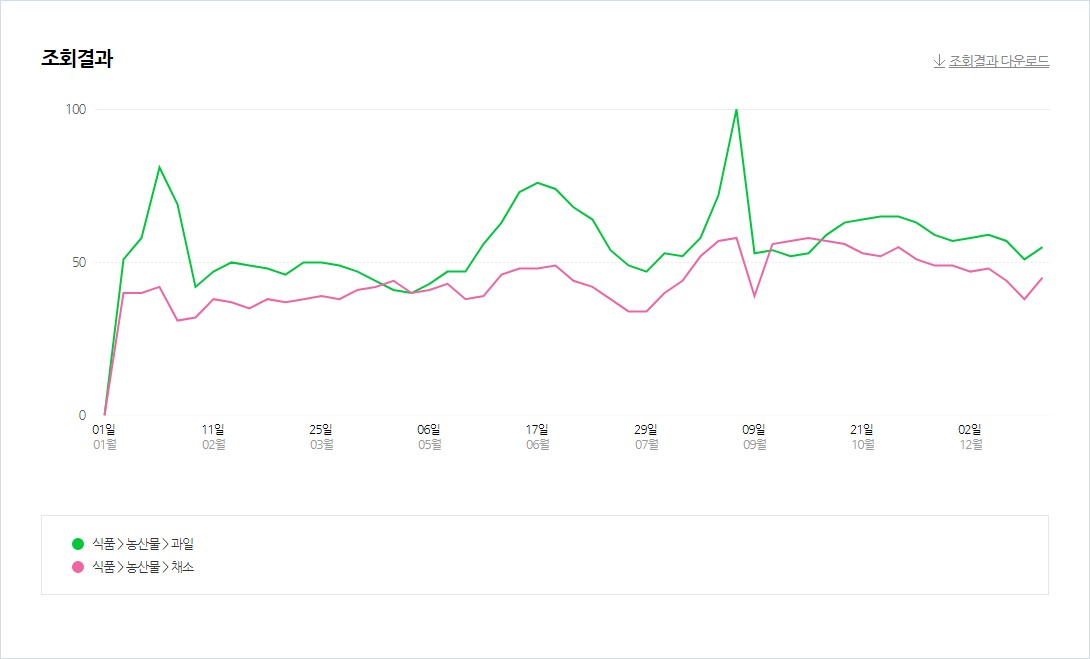 조회결과
조회결과 다운로드
100
50
0
01일 11일 25일 06일 17일 29일 09일 21일 02일
01월 02월 03월 05월 06월 07월 09월 10월 12월
식품 > 농산물 > 과일
식품 > 농산물 > 채소